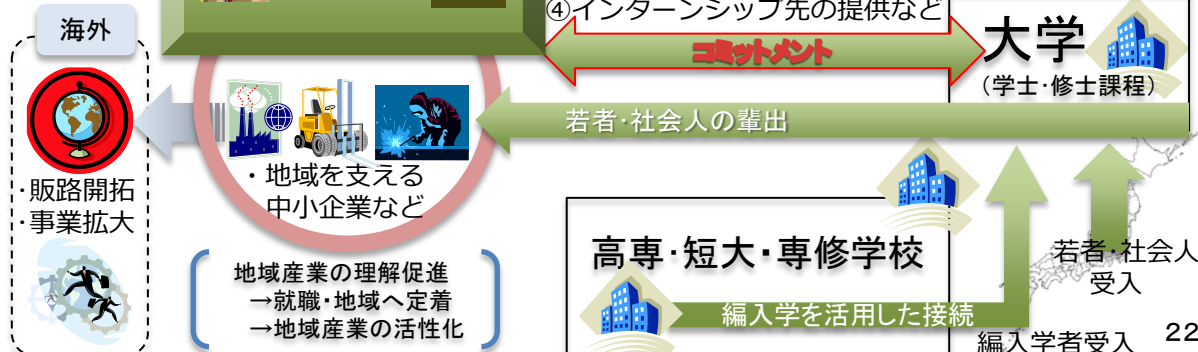 ④インターンシップ先の提供など
海外
コミットメント
大学
（学士・修士課程）
若者・社会人の輩出
・販路開拓
・事業拡大
・地域を支える
中小企業など
地域産業の理解促進
→就職・地域へ定着
→地域産業の活性化
高専・短大・専修学校
編入学を活用した接続
若者・社会人
受入
編入学者受入
22